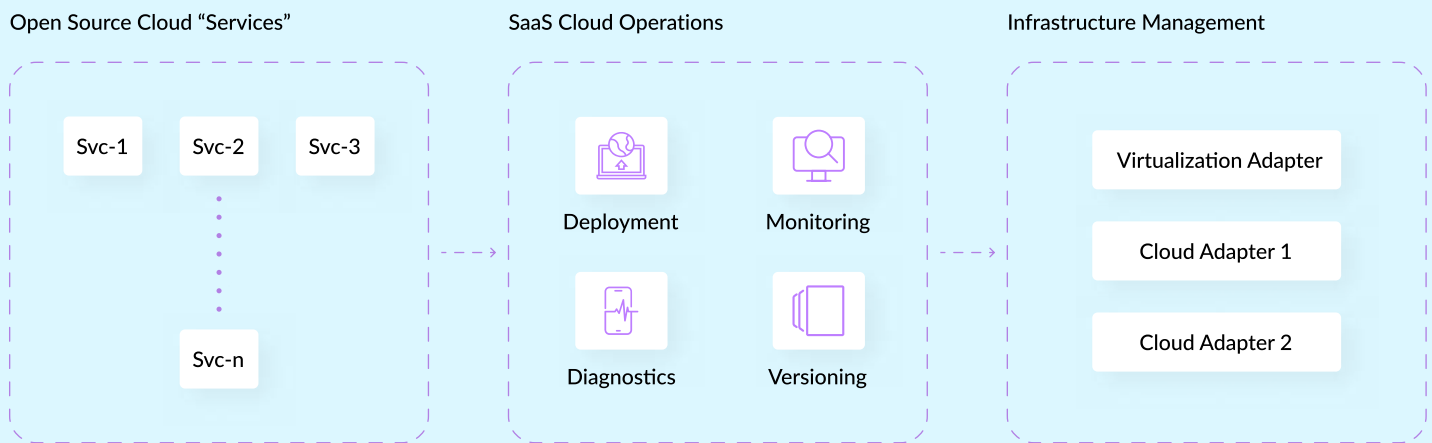 Open Source Cloud “Services”
SaaS Cloud Operations
Infrastructure Management
Svc-1
Svc-2
Svc-3
Svc-n
Deployment
Monitoring
Diagnostics
Versioning
Virtualization Adapter
Cloud Adapter 1
Cloud Adapter 2